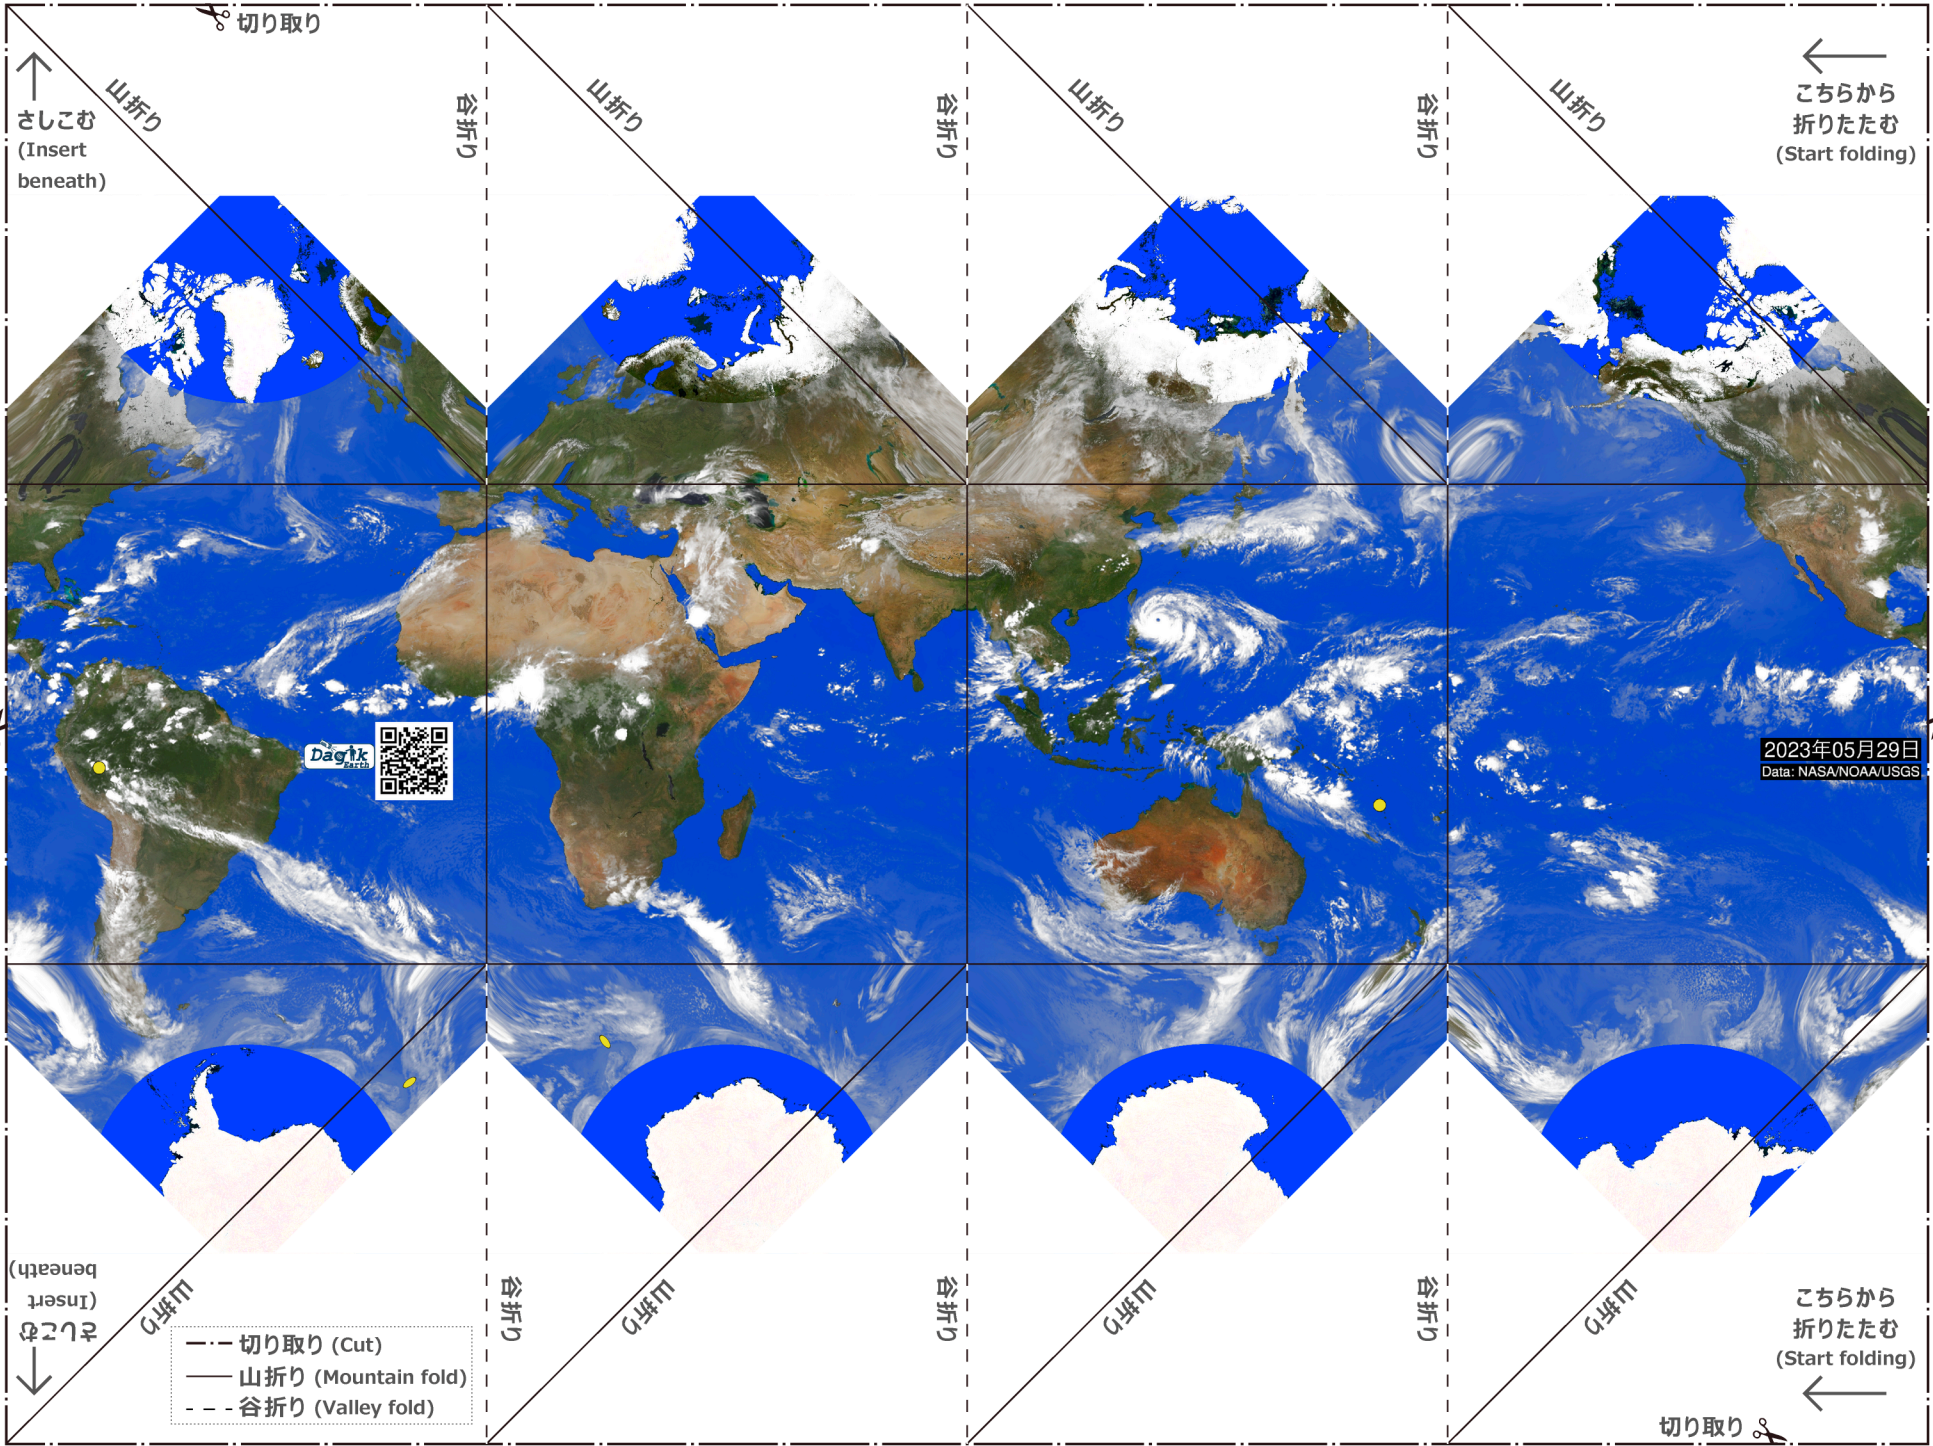 切り取り
山折り
谷折り
山折り
谷折り
山折り
谷折り
山折り
さしこむ
(Insert
beneath)
こちらから
折りたたむ
(Start folding)
Dagik
Earth
2023年05月29日
Data: NASA/NOAA/USGS
さしこむ
(Insert
beneath)
山折り
谷折り
山折り
谷折り
山折り
谷折り
山折り
こちらから
折りたたむ
(Start folding)
切り取り (Cut)
山折り (Mountain fold)
谷折り (Valley fold)
切り取り